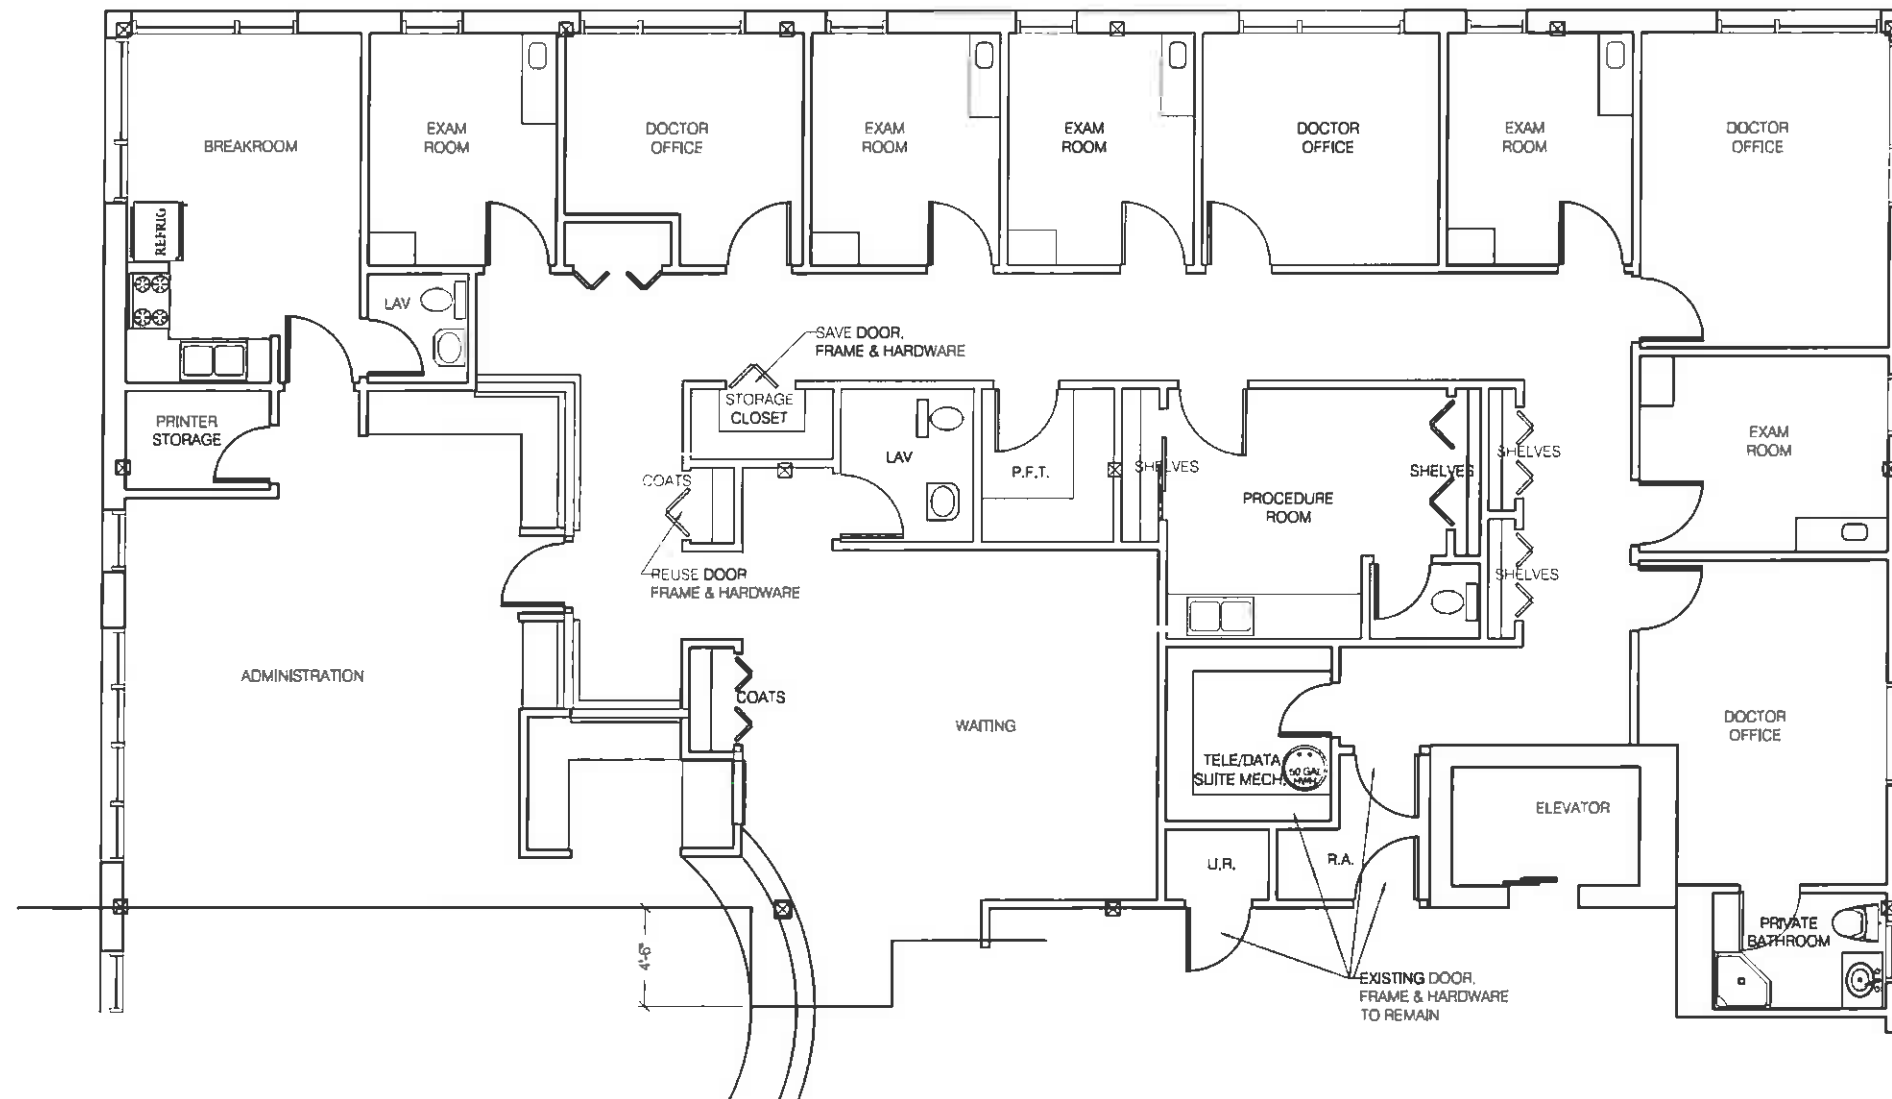 BREAKROOM
EXAM
ROOM
DOCTOR
OFFICE
EXAM
ROOM
EXAM
ROOM
DOCTOR
OFFICE
EXAM
ROOM
DOCTOR
OFFICE
REFRIG
LAV
SAVE DOOR,
FRAME & HARDWARE
STORAGE
CLOSET
PRINTER
STORAGE
COATS
LAV
P.F.T.
SHELVES
PROCEDURE
ROOM
SHELVES
SHELVES
EXAM
ROOM
REUSE DOOR
FRAME & HARDWARE
SHELVES
ADMINISTRATION
COATS
WAITING
TELE/DATA
SUITE MECH.
50 GAL
HWH
DOCTOR
OFFICE
ELEVATOR
U.R.
R.A.
4'-6"
PRIVATE
BATHROOM
EXISTING DOOR,
FRAME & HARDWARE
TO REMAIN